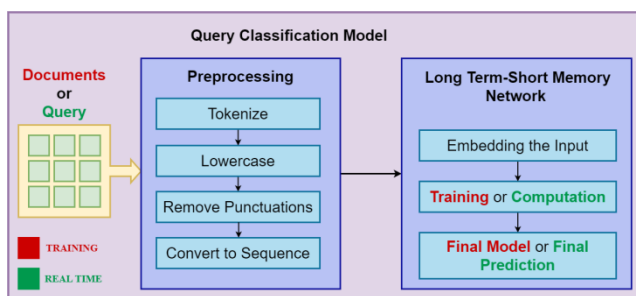 Query Classification Model
Documents
or
Query
TRAINING
REAL TIME
Preprocessing
Tokenize
Lowercase
Remove Punctuations
Convert to Sequence
Long Term-Short Memory
Network
Embedding the Input
Training or Computation
Final Model or Final
Prediction